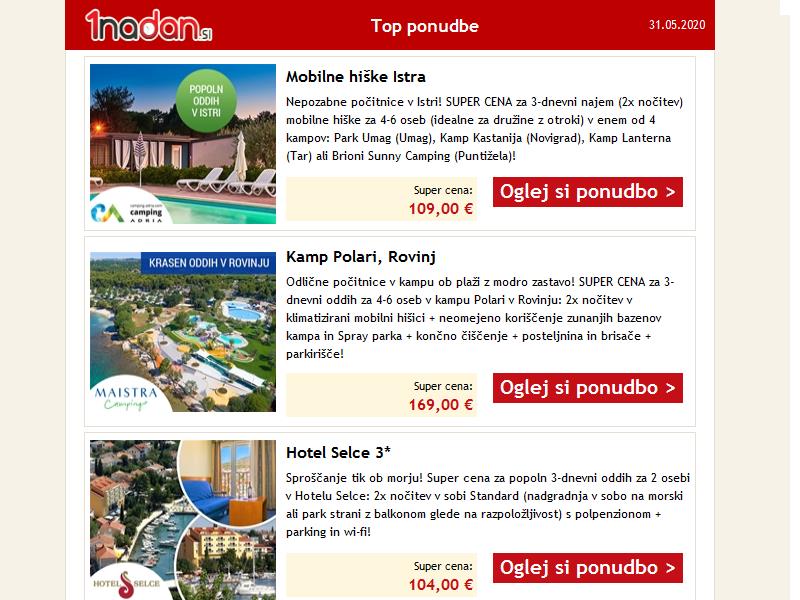 1nadan.si
Top ponudbe
31.05.2020
POPOLN
ODDIH
V ISTRI
camping-adria.com
camping
ADRIA
Mobilne hiške Istra
Nepozabne počitnice v Istri! SUPER CENA za 3-dnevni najem (2x nočitev)
mobilne hiške za 4-6 oseb (idealne za družine z otroki) v enem od 4
kampov: Park Umag (Umag), Kamp Kastanija (Novigrad), Kamp Lanterna
(Tar) ali Brioni Sunny Camping (Puntižela)!
Super cena:
109,00 €
Oglej si ponudbo >
KRASEN ODDIH V ROVINJU
MAISTRA
Camping
Kamp Polari, Rovinj
Odlične počitnice v kampu ob plaži z modro zastavo! SUPER CENA za 3-
dnevni oddih za 4-6 oseb v kampu Polari v Rovinju: 2x nočitev v
klimatizirani mobilni hišici + neomejeno koriščenje zunanjih bazenov
kampa in Spray parka + končno čiščenje + posteljnina in brisače +
parkirišče!
Super cena:
169,00 €
Oglej si ponudbo >
HOTEL SELCE
Hotel Selce 3*
Sproščanje tik ob morju! Super cena za popoln 3-dnevni oddih za 2 osebi
v Hotelu Selce: 2x nočitev v sobi Standard (nadgradnja v sobo na morski
ali park strani z balkonom glede na razpoložljivost) s polpenzionom +
parking in wi-fi!
Super cena:
104,00 €
Oglej si ponudbo >